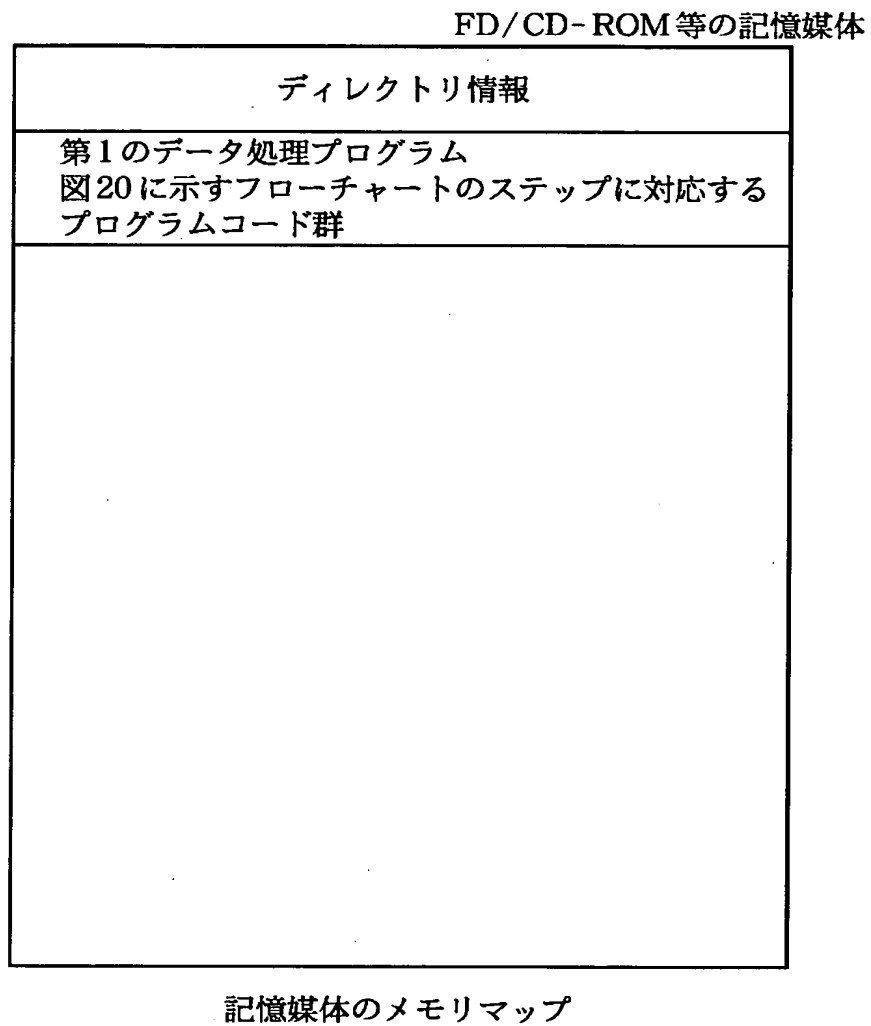 FD/CD-ROM等の記憶媒体
ディレクトリ情報
第1のデータ処理プログラム
図20に示すフローチャートのステップに対応する
プログラムコード群
記憶媒体のメモリマップ